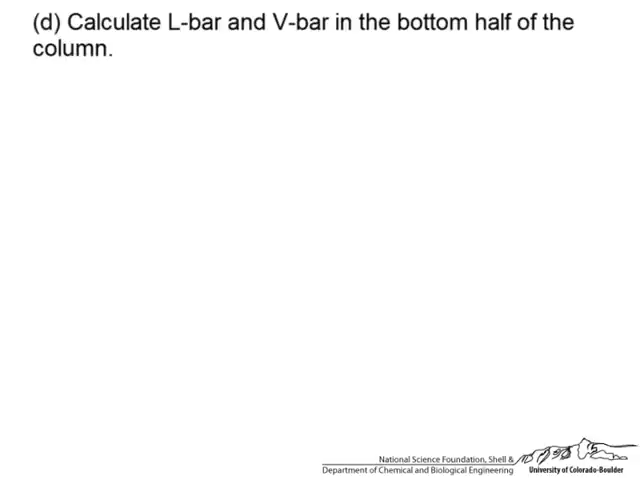 (d) Calculate L-bar and V-bar in the bottom half of the
column.
National Science Foundation, Shell &
Department of Chemical and Biological Engineering
University of Colorado-Boulder